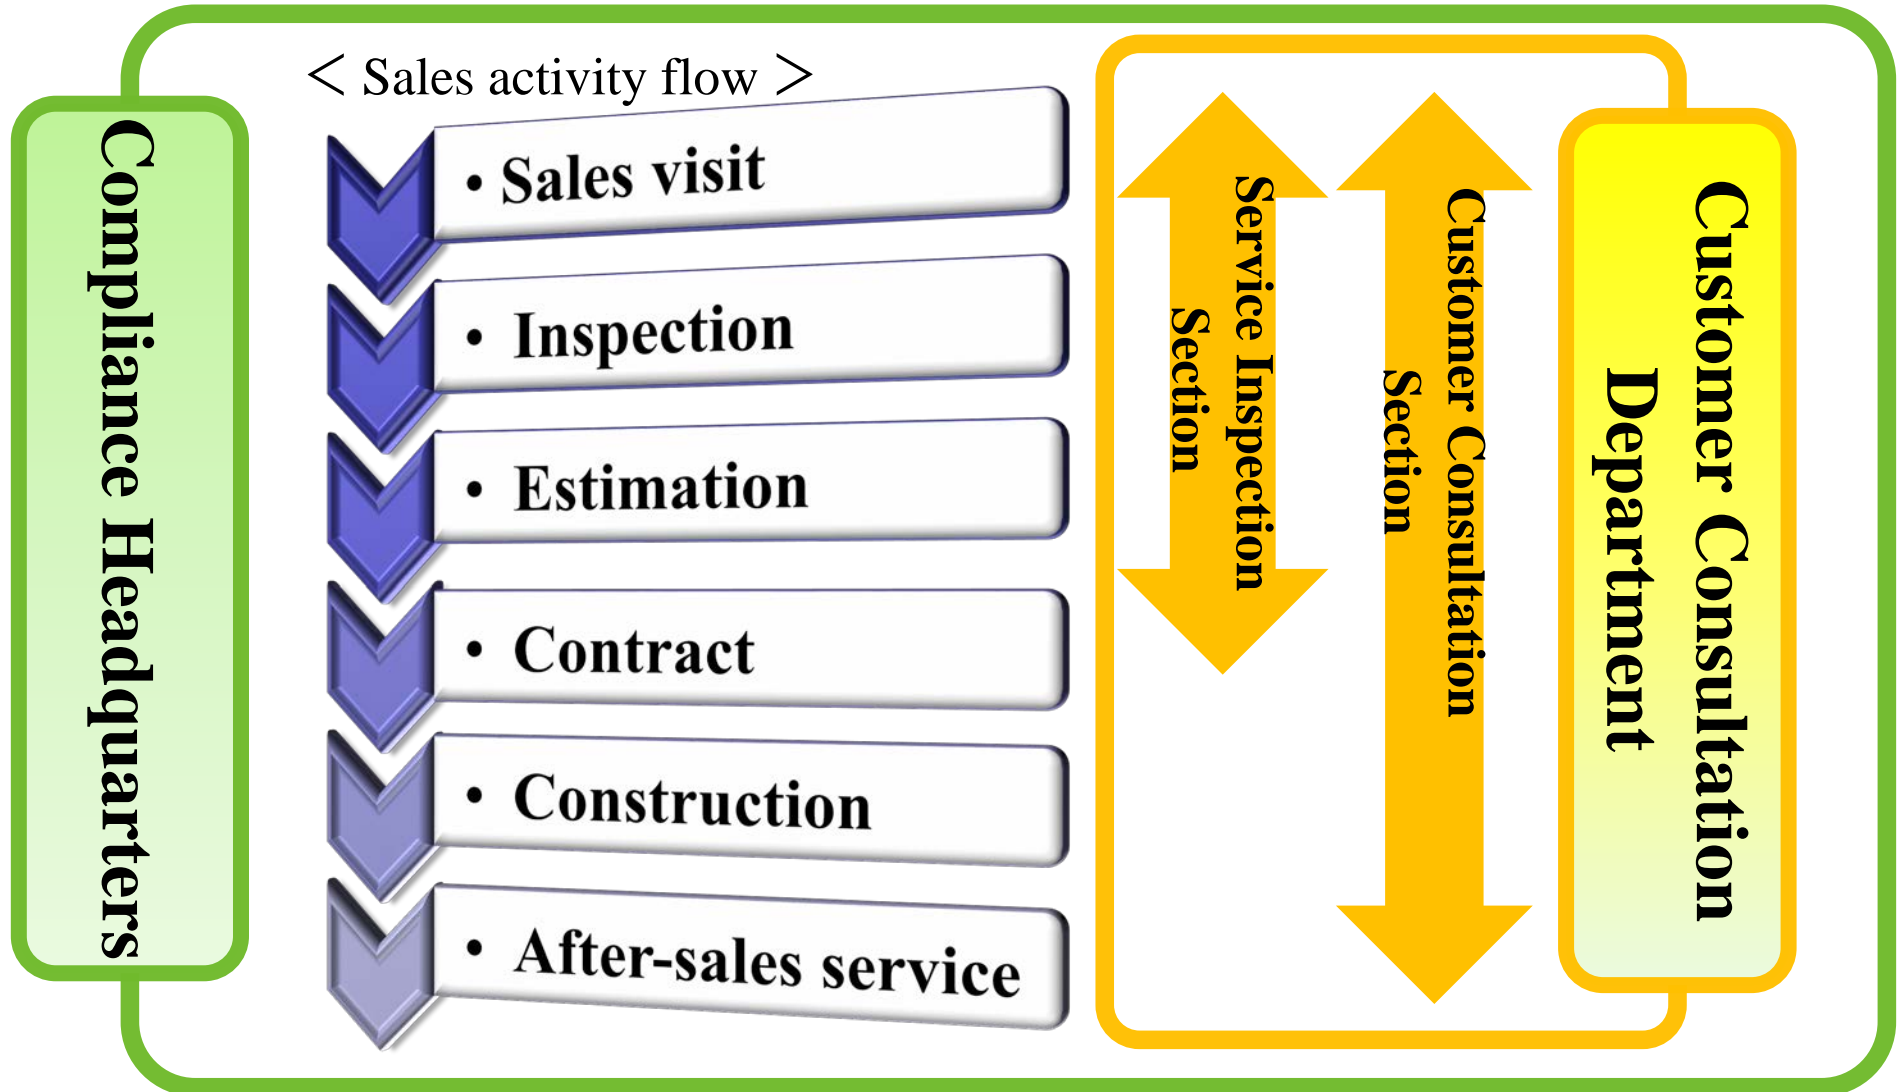 < Sales activity flow >
Compliance Headquarters
• Sales visit
• Inspection
• Estimation
• Contract
• Construction
• After-sales service
Service Inspection
Section
Customer Consultation
Section
Customer Consultation
Department